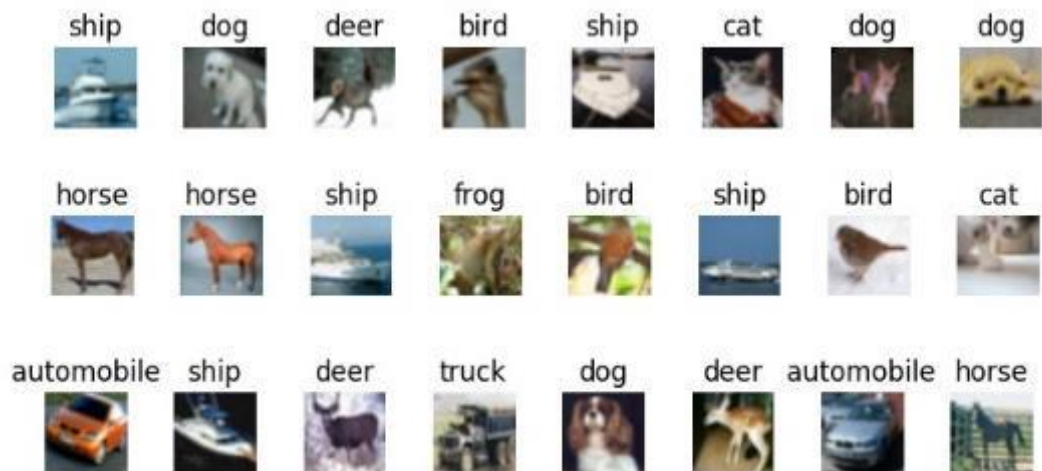 ship dog deer bird ship cat dog dog
horse horse ship frog bird ship bird cat
automobile ship deer truck dog deer automobile horse